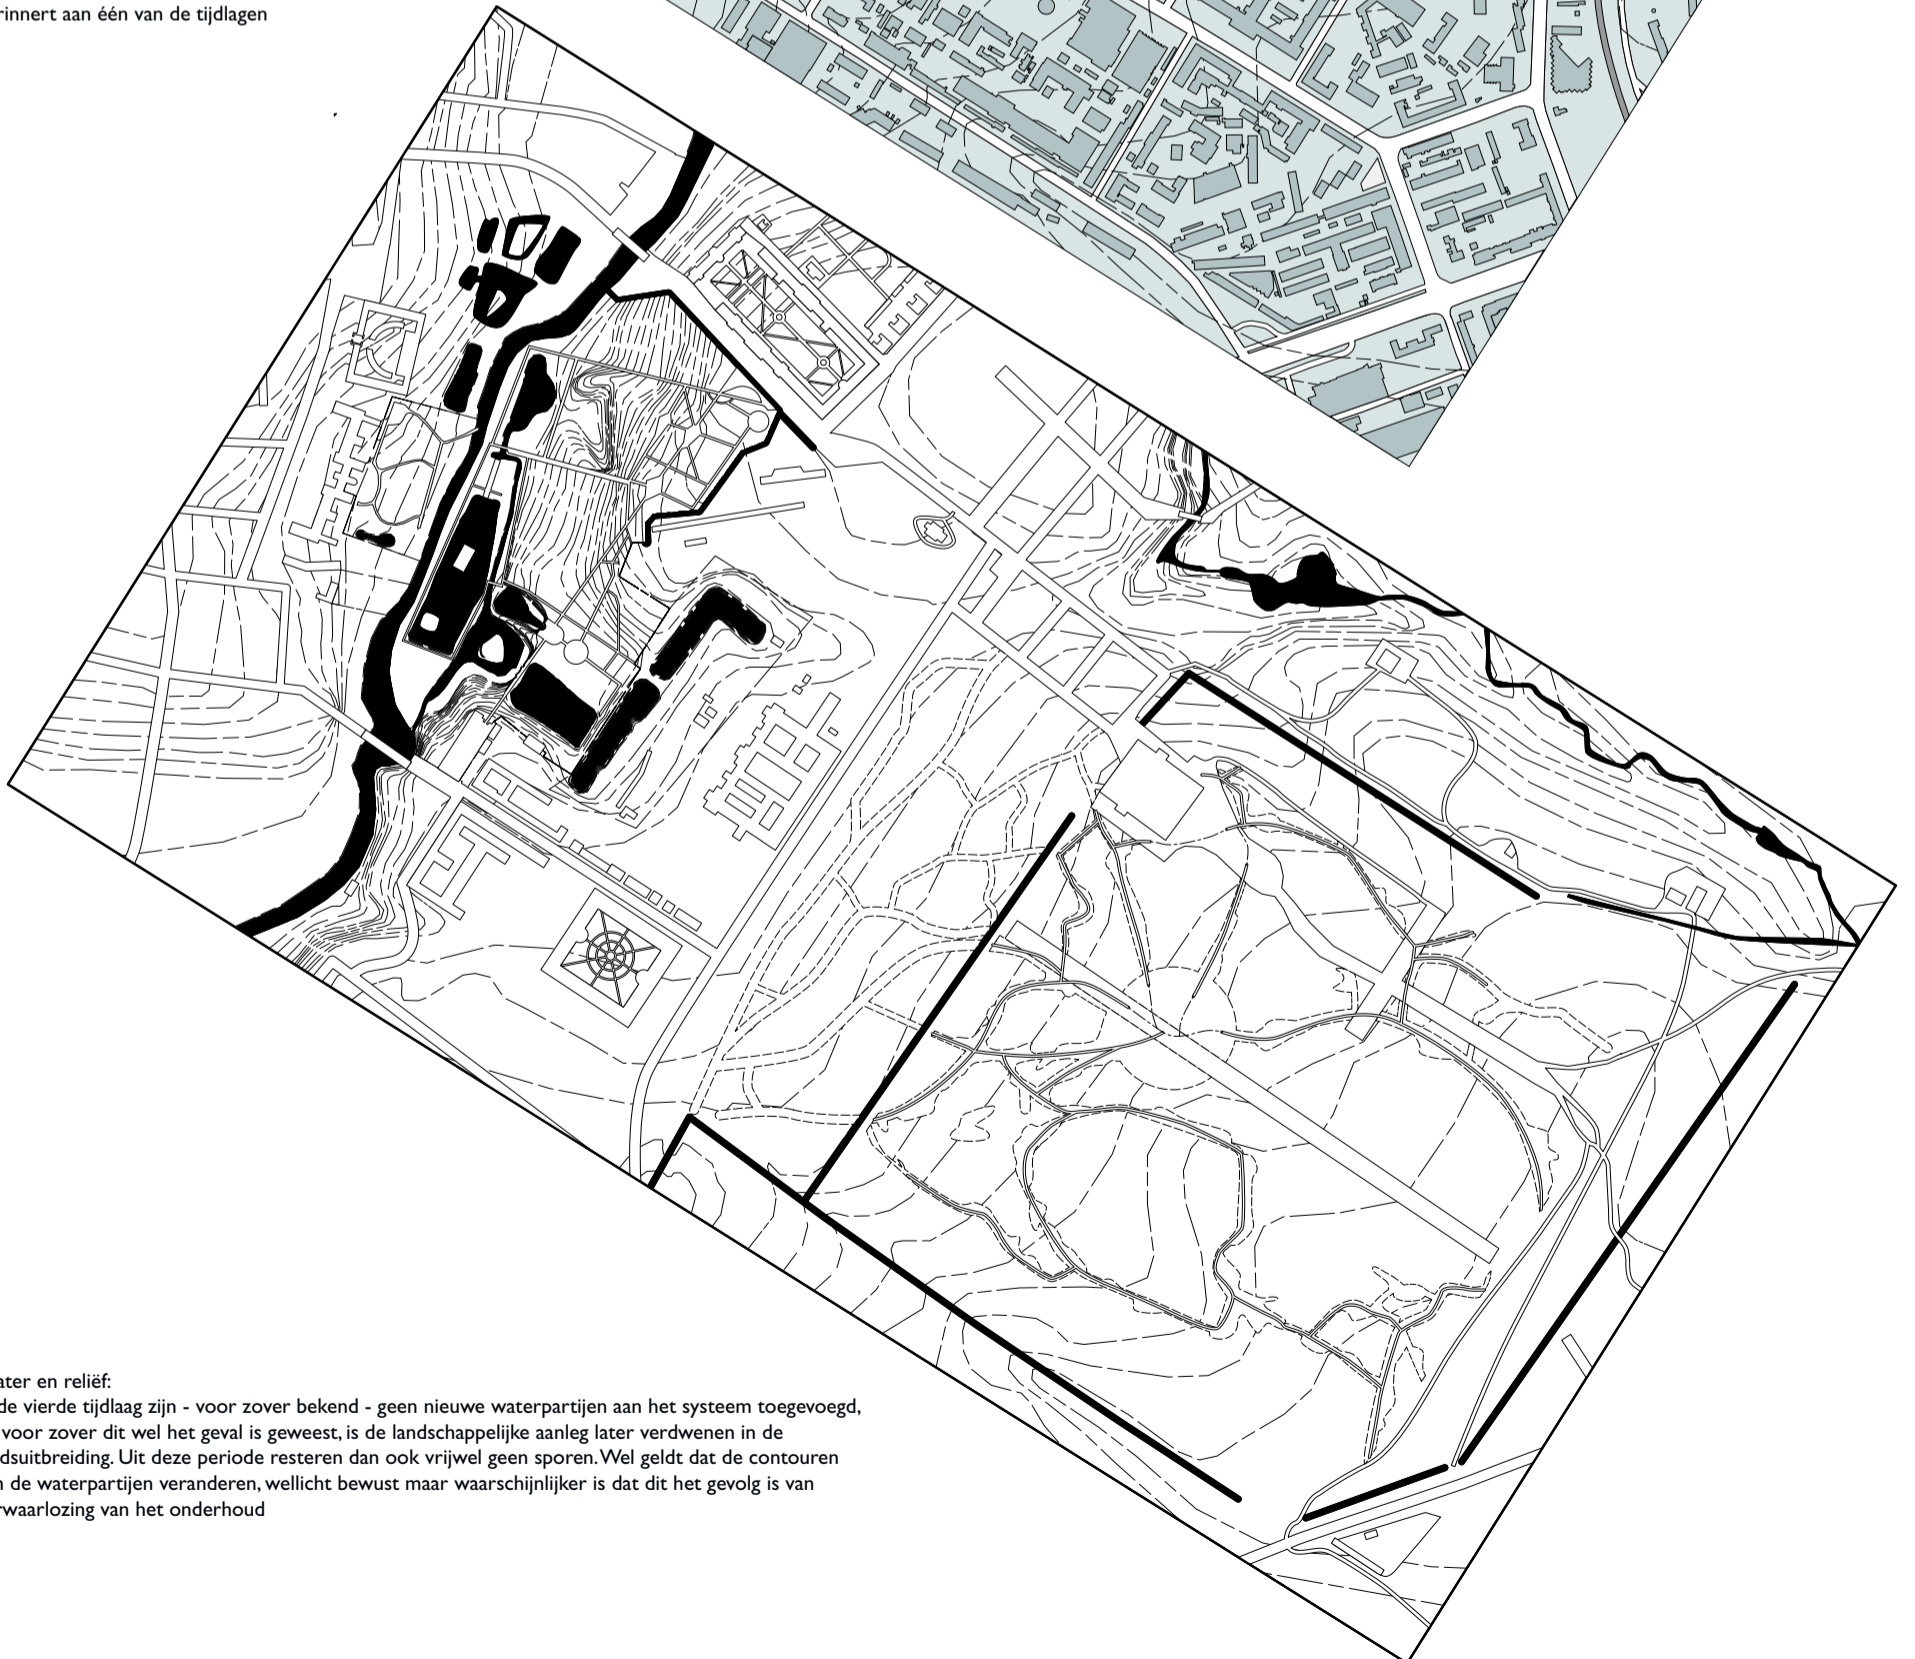 rinnert aan één van de tijdlagen
ater en reliëf:
de vierde tijdlaag zijn - voor zover bekend - geen nieuwe waterpartijen aan het systeem toegevoegd,
voor zover dit wel het geval is geweest, is de landschappelijke aanleg later verdwenen in de
dsuitbreiding. Uit deze periode resteren dan ook vrijwel geen sporen. Wel geldt dat de contouren
de waterpartijen veranderen, wellicht bewust maar waarschijnlijker is dat dit het gevolg is van
rwaarlozing van het onderhoud